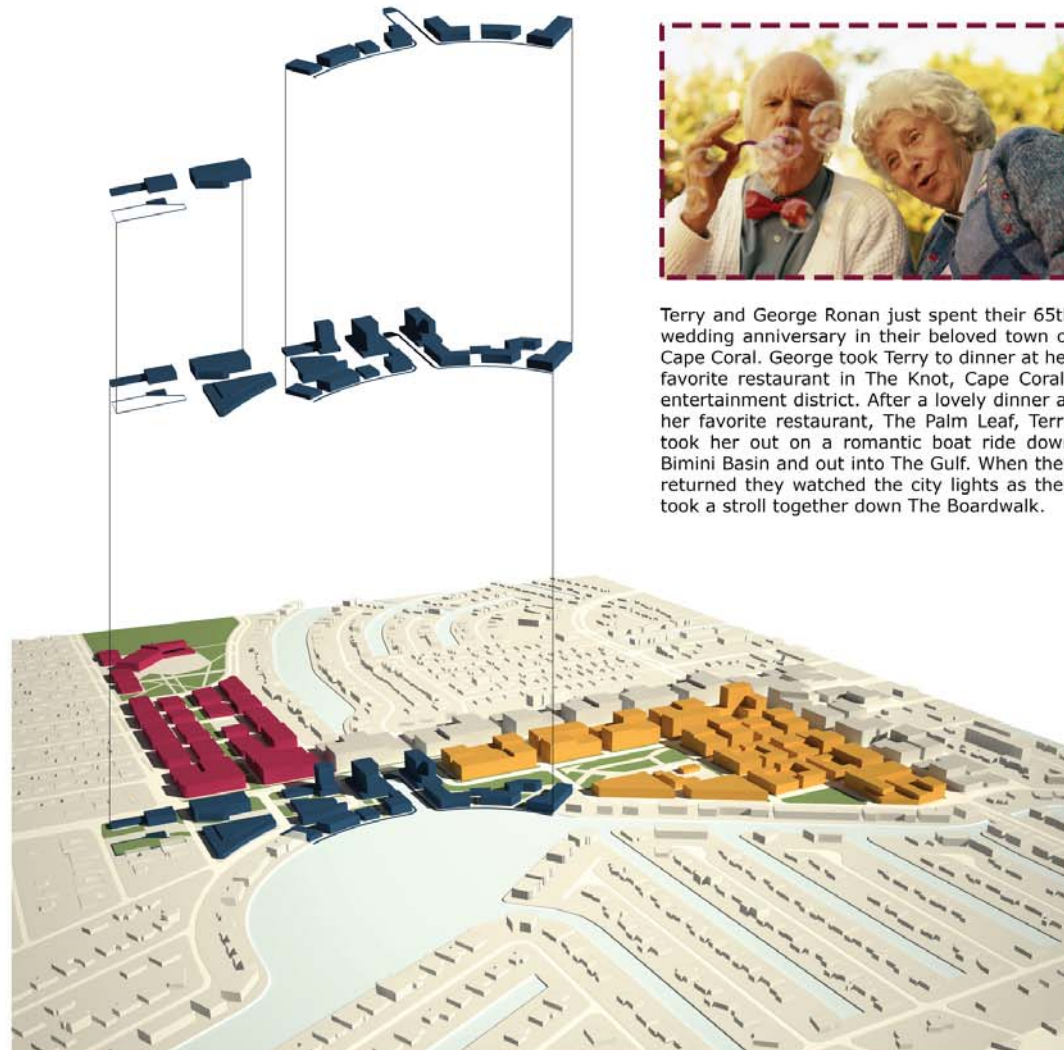 Terry and George Ronan just spent their 65t
wedding anniversary in their beloved town o
Cape Coral. George took Terry to dinner at he
favorite restaurant in The Knot, Cape Coral
entertainment district. After a lovely dinner a
her favorite restaurant, The Palm Leaf, Terr
took her out on a romantic boat ride dow
Bimini Basin and out into The Gulf. When the
returned they watched the city lights as the
took a stroll together down The Boardwalk.